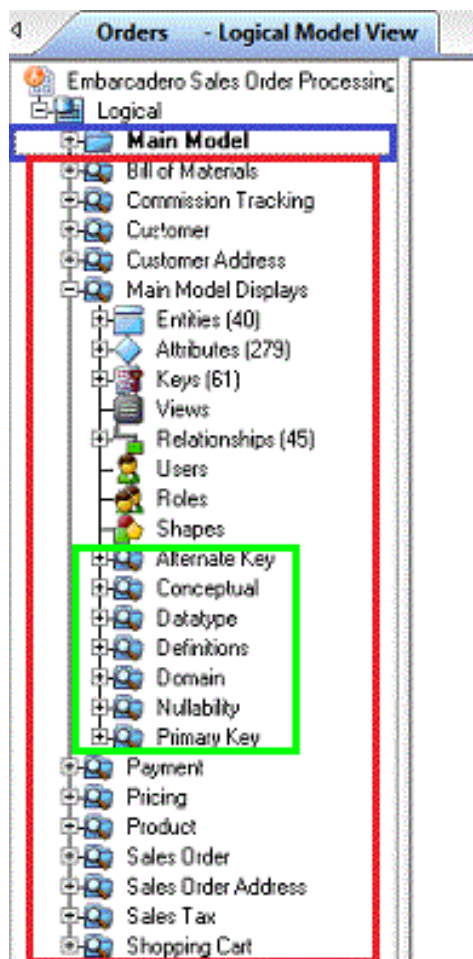 Orders - Logical Model View
Embarcadero Sales Order Processing
Logical
Main Model
Bill of Materials
Commission Tracking
Customer
Customer Address
Main Model Displays
Entities (40)
Attributes (279)
Keys (61)
Views
Relationships (45)
Users
Roles
Shapes
Alternate Key
Conceptual
Datatype
Definitions
Domain
Nullability
Primary Key
Payment
Pricing
Product
Sales Order
Sales Order Address
Sales Tax
Shopping Cart